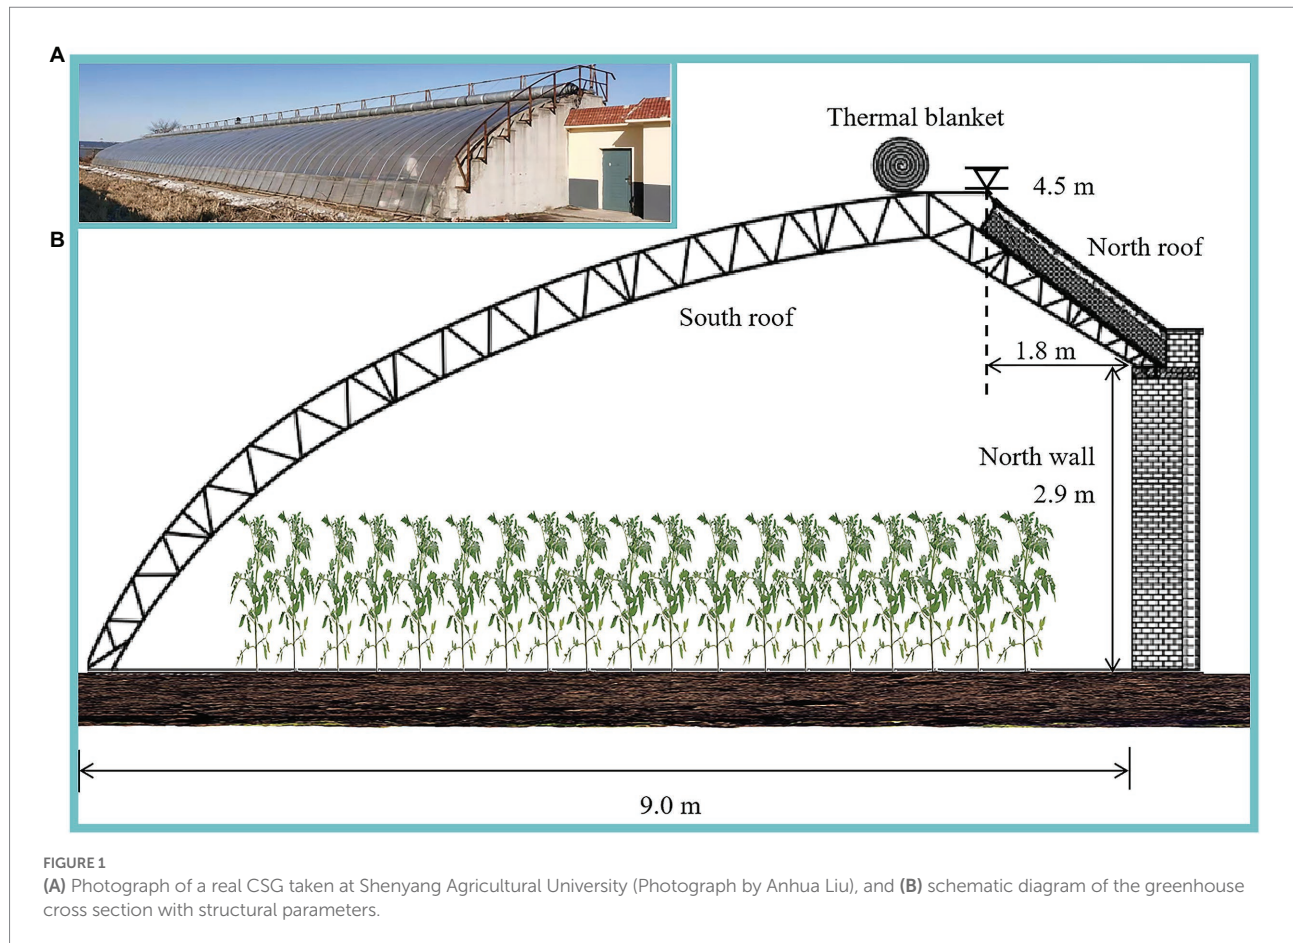 A
Thermal blanket
4.5 m
B
North roof
South roof
1.8 m
North wall
2.9 m
9.0 m
FIGURE 1
(A) Photograph of a real CSG taken at Shenyang Agricultural University (Photograph by Anhua Liu), and (B) schematic diagram of the greenhouse
cross section with structural parameters.